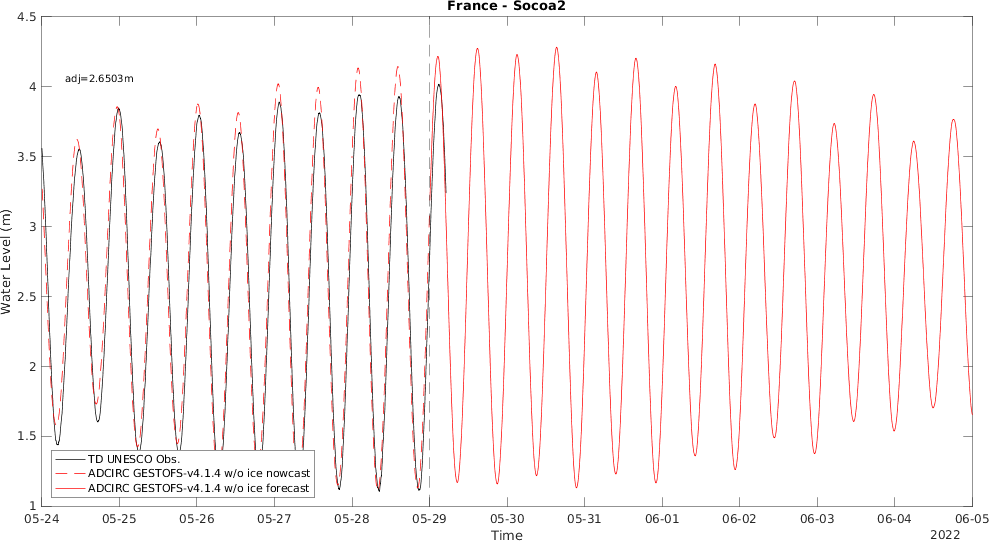 France - Socoa2
4.5
4
3.5
3
2.5
2
1.5
1
Water Level (m)
adj=2.6503m
TD UNESCO Obs.
ADCIRC GESTOFS-v4.1.4 w/o ice nowcast
ADCIRC GESTOFS-v4.1.4 w/o ice forecast
05-24 05-25 05-26 05-27 05-28 05-29 05-30 05-31 06-01 06-02 06-03 06-04 06-05
Time
2022